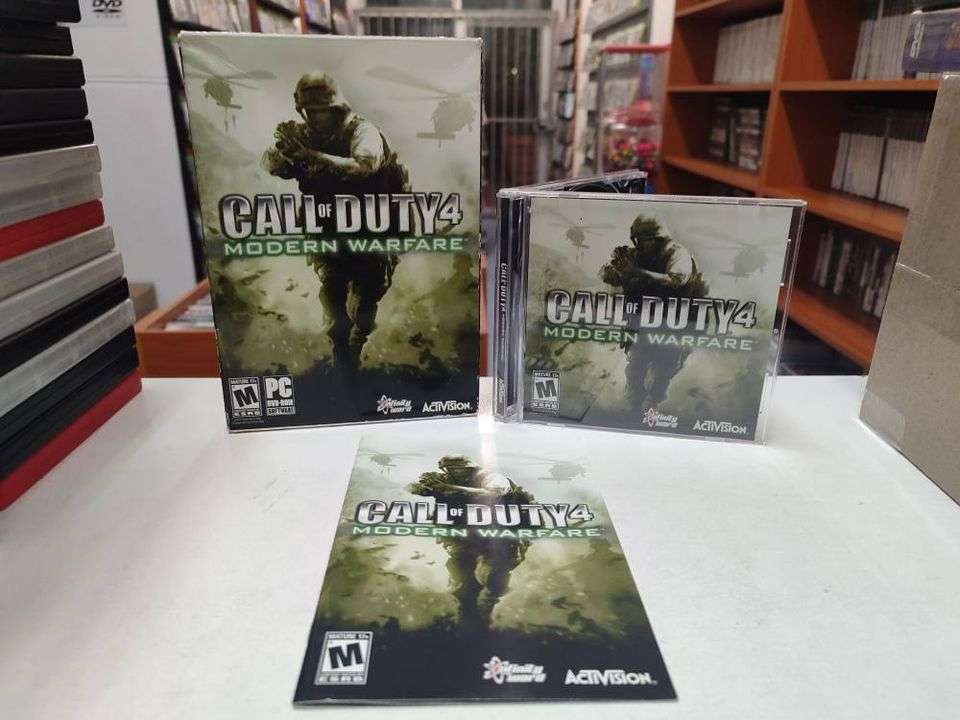 DVD
VIDEO
CALL OF DUTY 4
MODERN WARFARE
MATURE 17+
M
ESRB
PC
DVD-ROM
SOFTWARE
infinity
ward
ACTIVISION
CALL OF DUTY 4
CALL OF DUTY 4
MODERN WARFARE
MATURE 17+
M
ESRB
infinity
ward
ACTIVISION
CALL OF DUTY 4
MODERN WARFARE
MATURE 17+
M
ESRB
infinity
ward
ACTIVISION